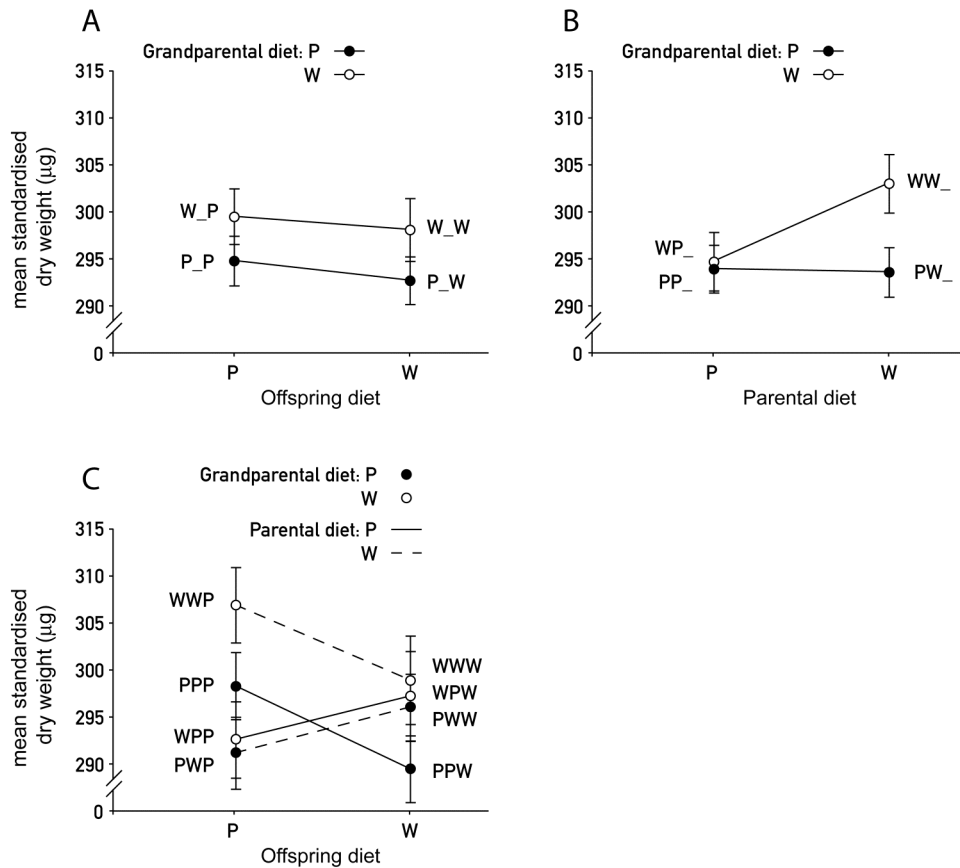 A
Grandparental diet: P
W
315
310
305
300
295
290
0
mean standardised
dry weight (µg)
W_P
P_P
W_W
P_W
P
W
Offspring diet
B
Grandparental diet: P
W
315
310
305
300
295
290
0
WP_
PP_
WW_
PW_
P
W
Parental diet
C
Grandparental diet: P
W
Parental diet: P
W
315
310
305
300
295
290
0
mean standardised
dry weight (µg)
WWP
PPP
WPP
PWP
WWW
WPW
PWW
PPW
P
W
Offspring diet